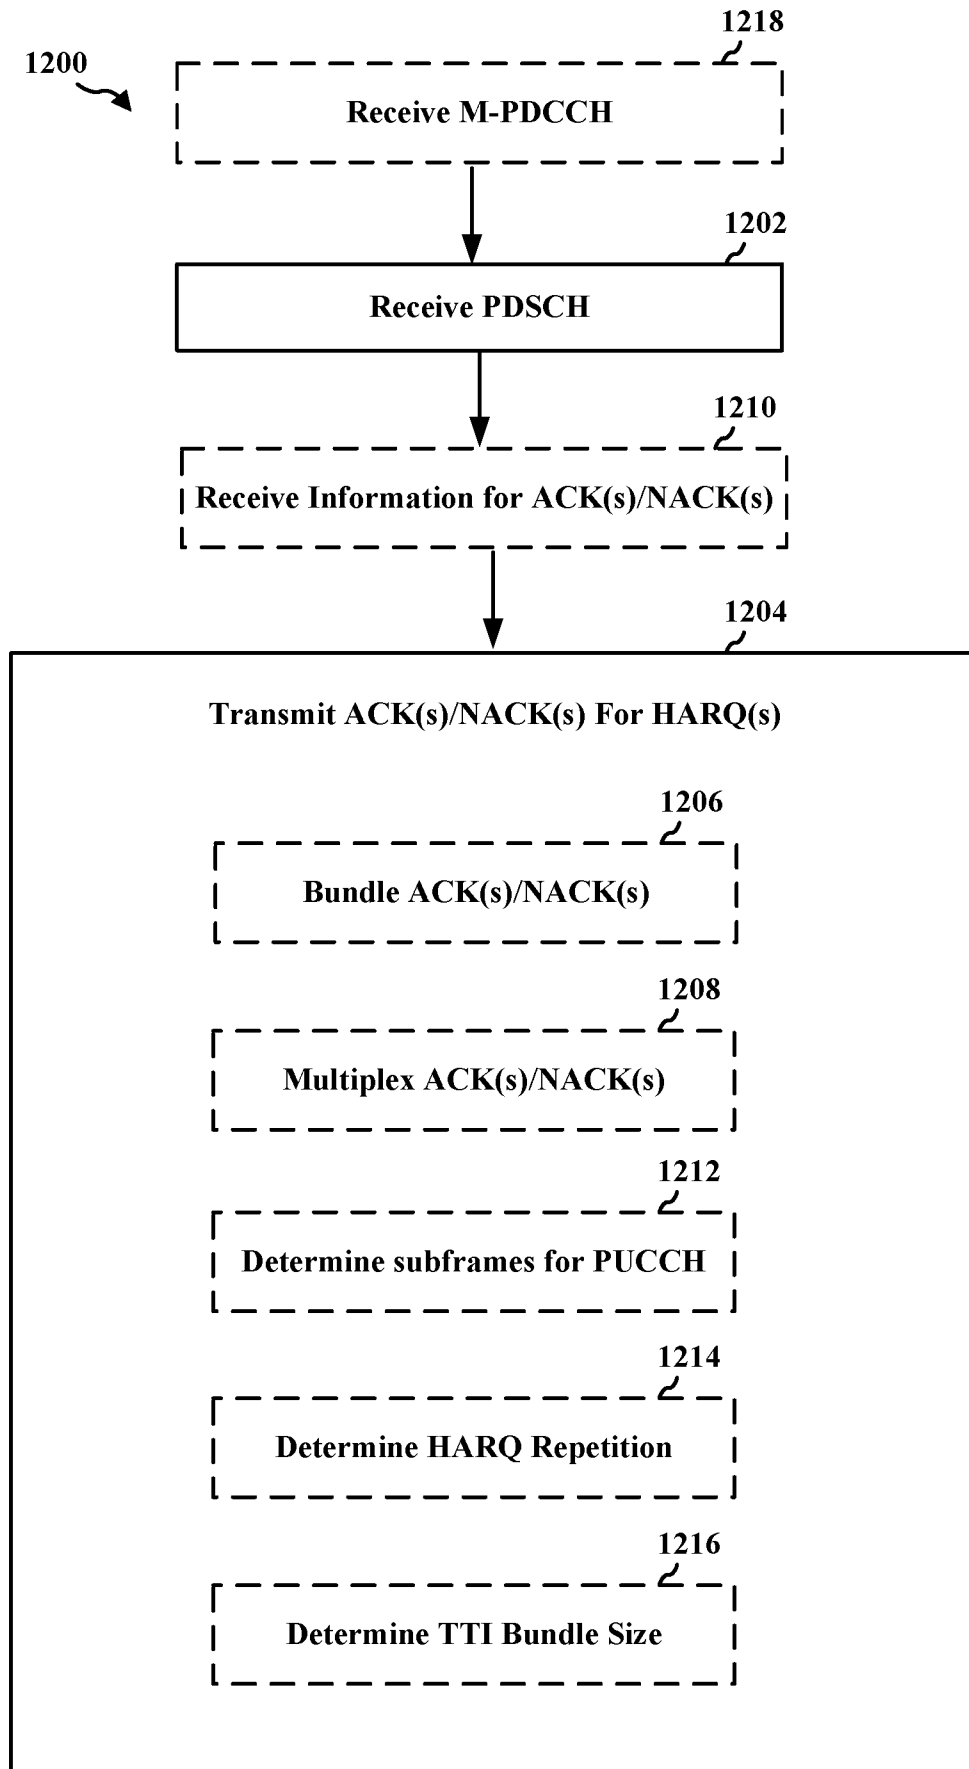 1218
1200
Receive M-PDCCH
1202
Receive PDSCH
1210
Receive Information for ACK(s)/NACK(s)
1204
Transmit ACK(s)/NACK(s) For HARQ(s)
1206
Bundle ACK(s)/NACK(s)
1208
Multiplex ACK(s)/NACK(s)
1212
Determine subframes for PUCCH
1214
Determine HARQ Repetition
1216
Determine TTI Bundle Size